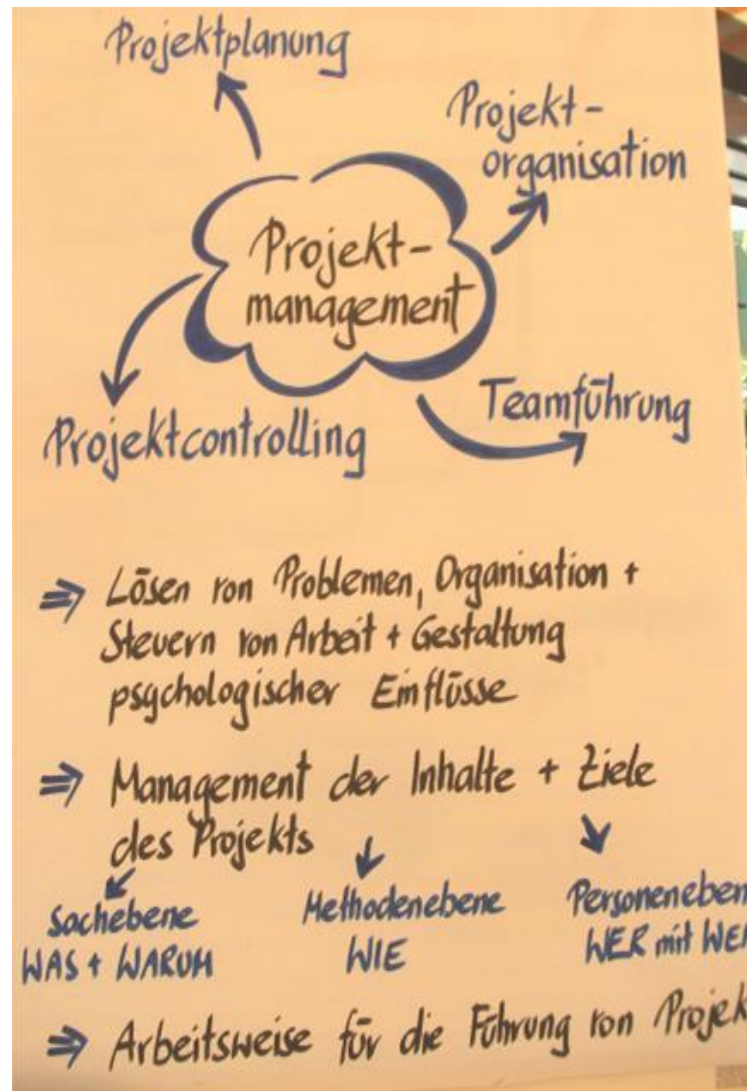 Projektplanung
Projekt-
organisation
Projekt-
management
Teamführung
Projektcontrolling
⇒ Lösen von Problemen, Organisation +
Steuern von Arbeit + Gestaltung
psychologischer Einflüsse
⇒ Management der Inhalte + Ziele
des Projekts
Sachebene
WAS + WARUM
Methodenebene
WIE
Personeneben
WER mit WE
⇒ Arbeitsweise für die Führung von Projek